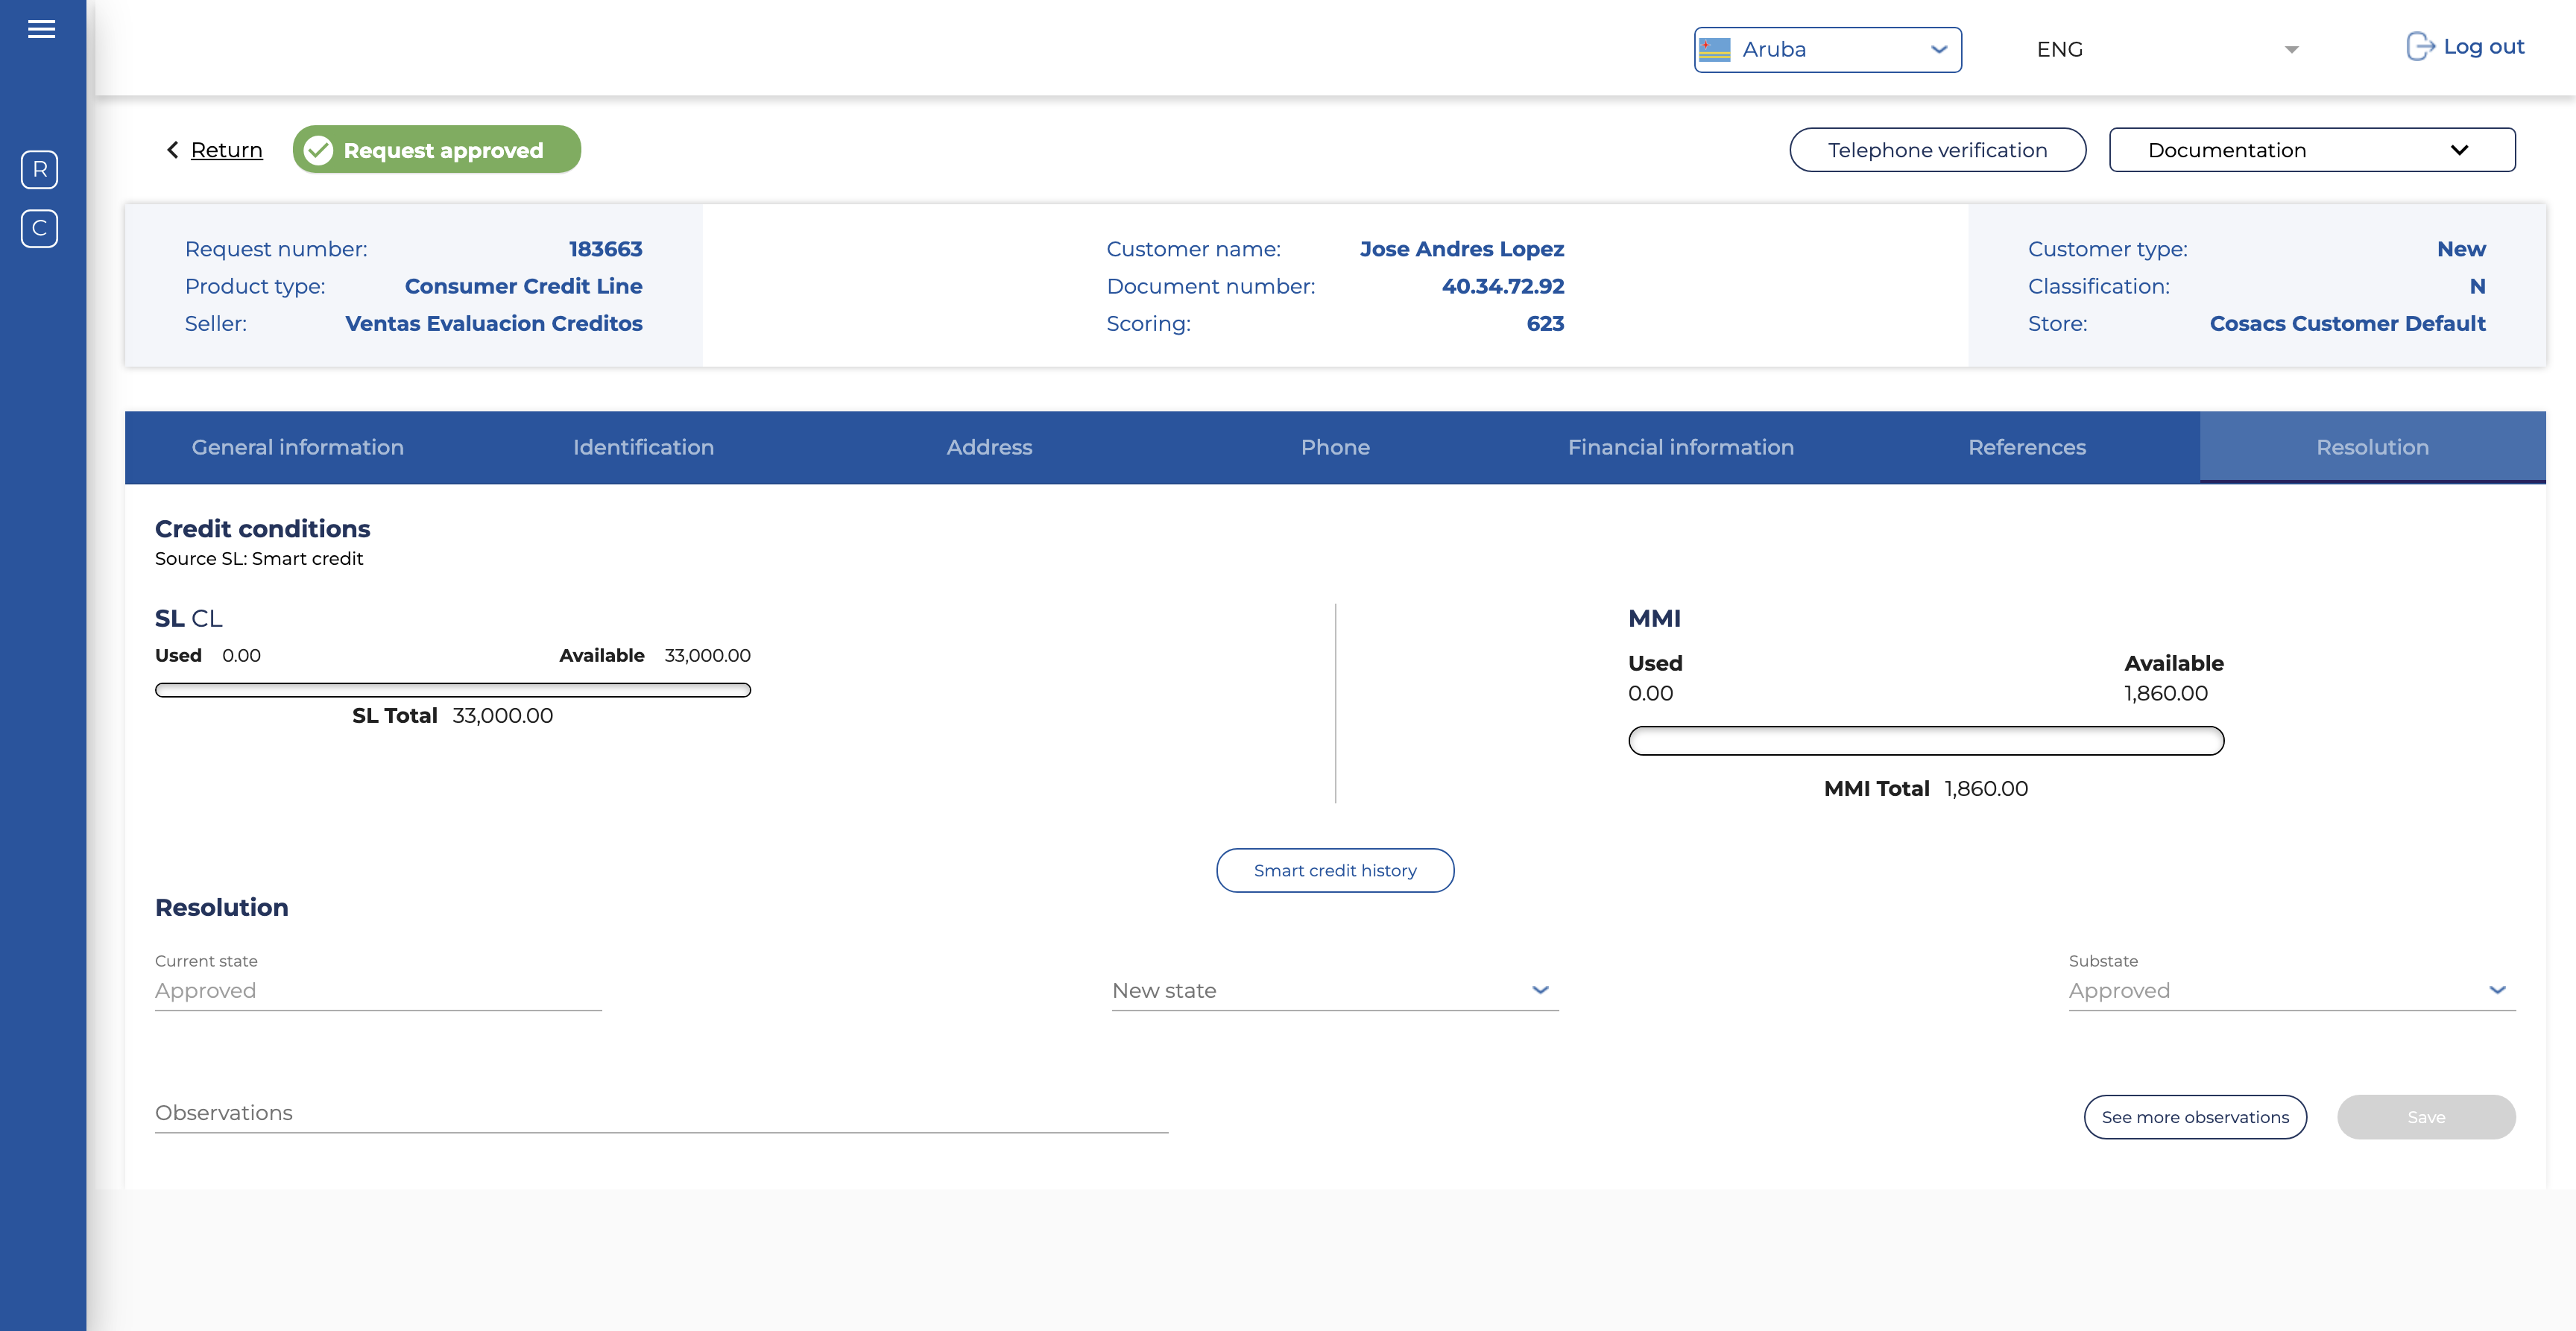 Aruba
ENG
Log out
R
C
Return
Request approved
Telephone verification
Documentation
Request number: 183663
Product type: Consumer Credit Line
Seller: Ventas Evaluacion Creditos
Customer name: Jose Andres Lopez
Document number: 40.34.72.92
Scoring: 623
Customer type: New
Classification: N
Store: Cosacs Customer Default
General information
Identification
Address
Phone
Financial information
References
Resolution
Credit conditions
Source SL: Smart credit
SL CL
Used 0.00 Available 33,000.00
SL Total 33,000.00
MMI
Used Available
0.00 1,860.00
MMI Total 1,860.00
Smart credit history
Resolution
Current state
Approved
New state
Substate
Approved
Observations
See more observations
Save